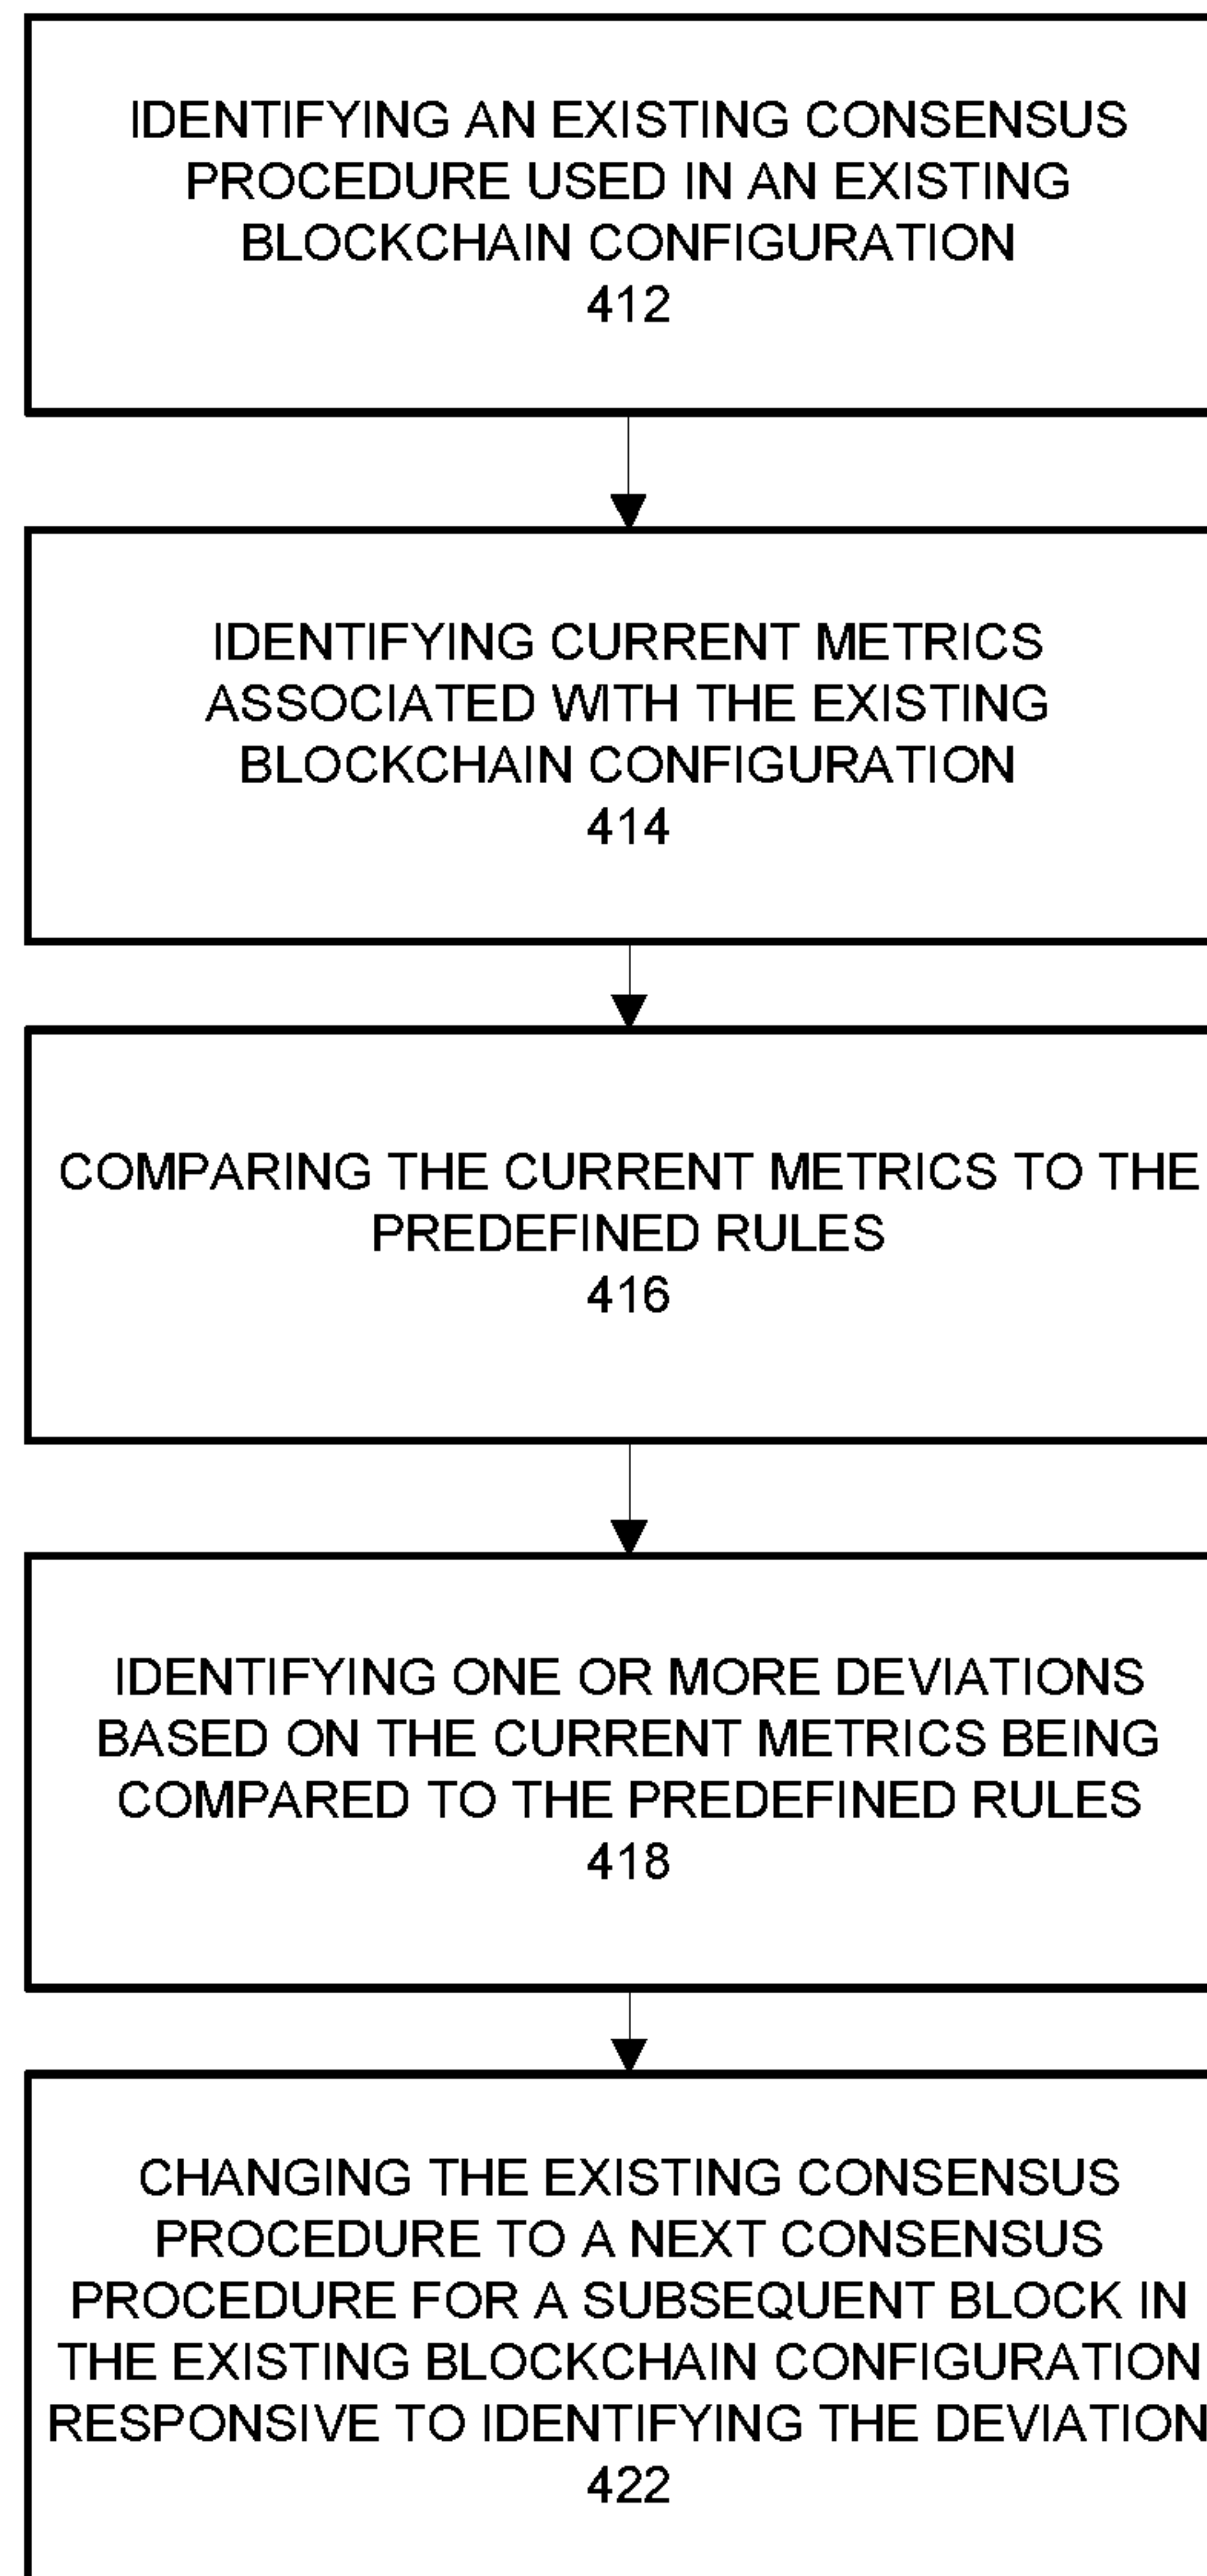 IDENTIFYING AN EXISTING CONSENSUS
PROCEDURE USED IN AN EXISTING
BLOCKCHAIN CONFIGURATION
412
IDENTIFYING CURRENT METRICS
ASSOCIATED WITH THE EXISTING
BLOCKCHAIN CONFIGURATION
414
COMPARING THE CURRENT METRICS TO THE
PREDEFINED RULES
416
IDENTIFYING ONE OR MORE DEVIATIONS
BASED ON THE CURRENT METRICS BEING
COMPARED TO THE PREDEFINED RULES
418
CHANGING THE EXISTING CONSENSUS
PROCEDURE TO A NEXT CONSENSUS
PROCEDURE FOR A SUBSEQUENT BLOCK IN
THE EXISTING BLOCKCHAIN CONFIGURATION
RESPONSIVE TO IDENTIFYING THE DEVIATION
422